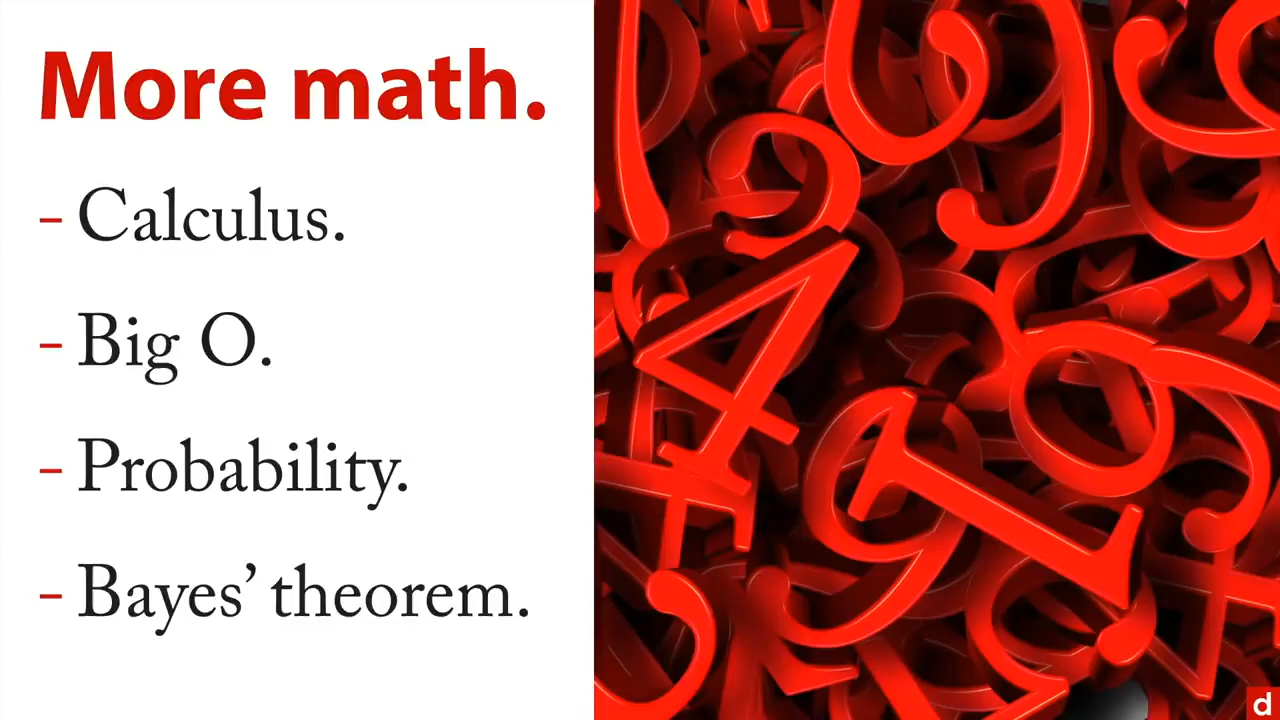 More math.
- Calculus.
- Big O.
- Probability.
- Bayes' theorem.
d